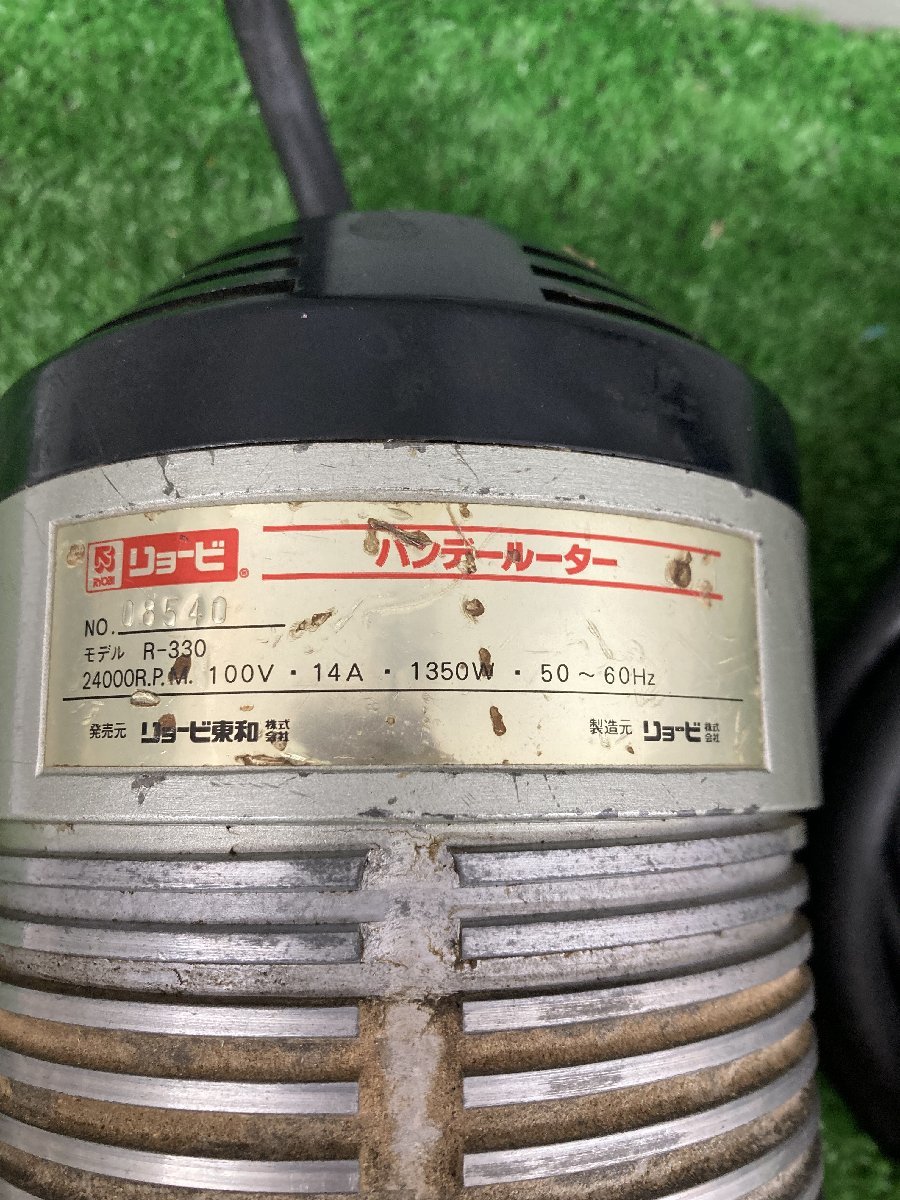 RYOBI リョービ ハンデールーター
NO. 08540
モデル R-330
24000R.P.M. 100V・14A・1350W・50～60Hz
発売元 リョービ東和 株式会社 製造元 リョービ 株式会社